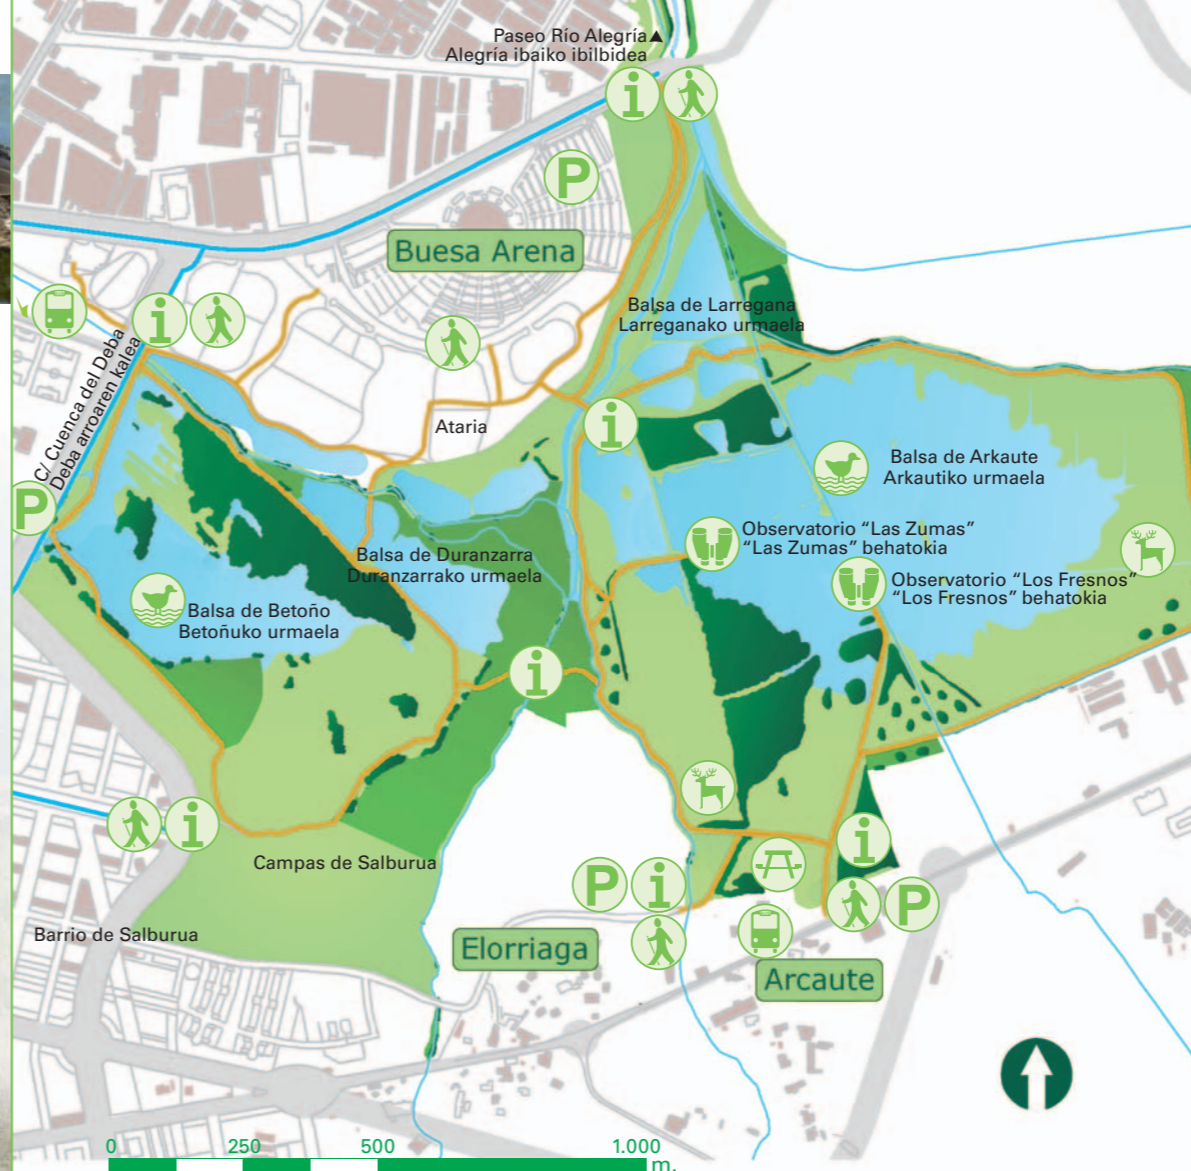 Paseo Río Alegría▲
Alegría ibaiko ibilbidea
i
P
Buesa Arena
Balsa de Larregana
Larreganako urmaela
i
C/ Cuenca del Deba
Deba arroaren kalea
Ataria
i
P
Balsa de Arkaute
Arkautiko urmaela
Observatorio “Las Zumas”
“Las Zumas” behatokia
Observatorio “Los Fresnos”
“Los Fresnos” behatokia
Balsa de Duranzarra
Duranzarrako urmaela
Balsa de Betoño
Betoñuko urmaela
i
i
Campas de Salburua
i
P
i
P
Barrio de Salburua
Elorriaga
Arcaute
0 250 500 1.000
m.